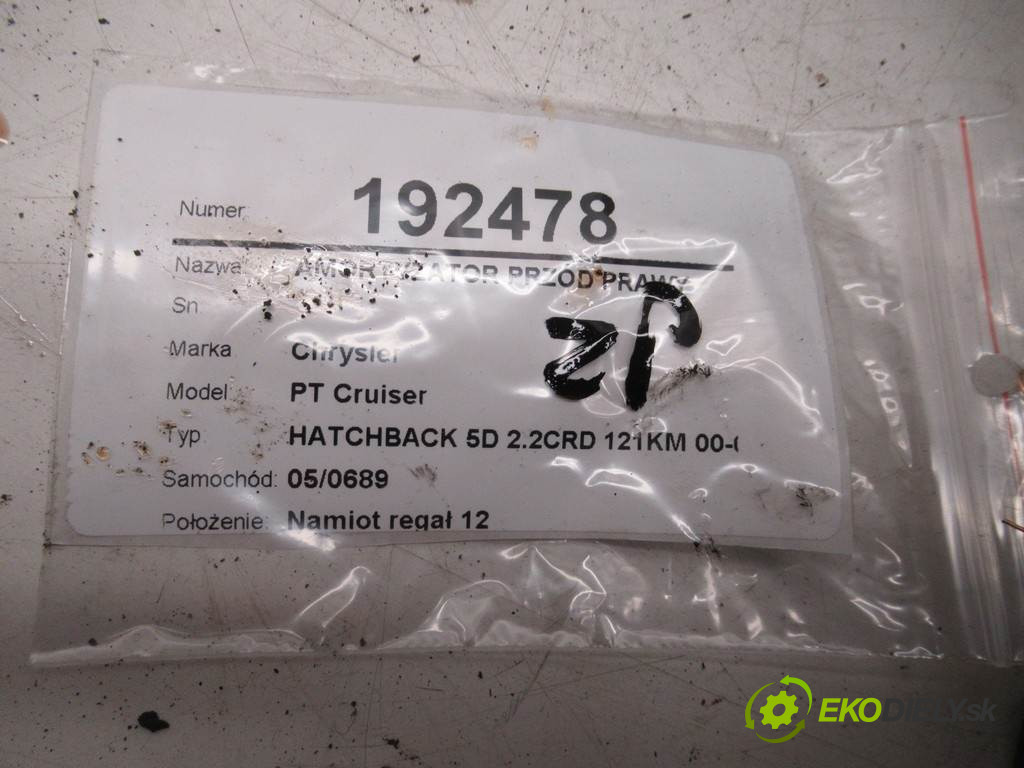 Numer 192478
Nazwa AMORTYZATOR PRZÓD PRAWY
Sn
Marka Chrysler
Model PT Cruiser
Typ HATCHBACK 5D 2.2CRD 121KM 00-0
Samochód: 05/0689
Położenie: Namiot regał 12
ZP
EKODIELY.sk